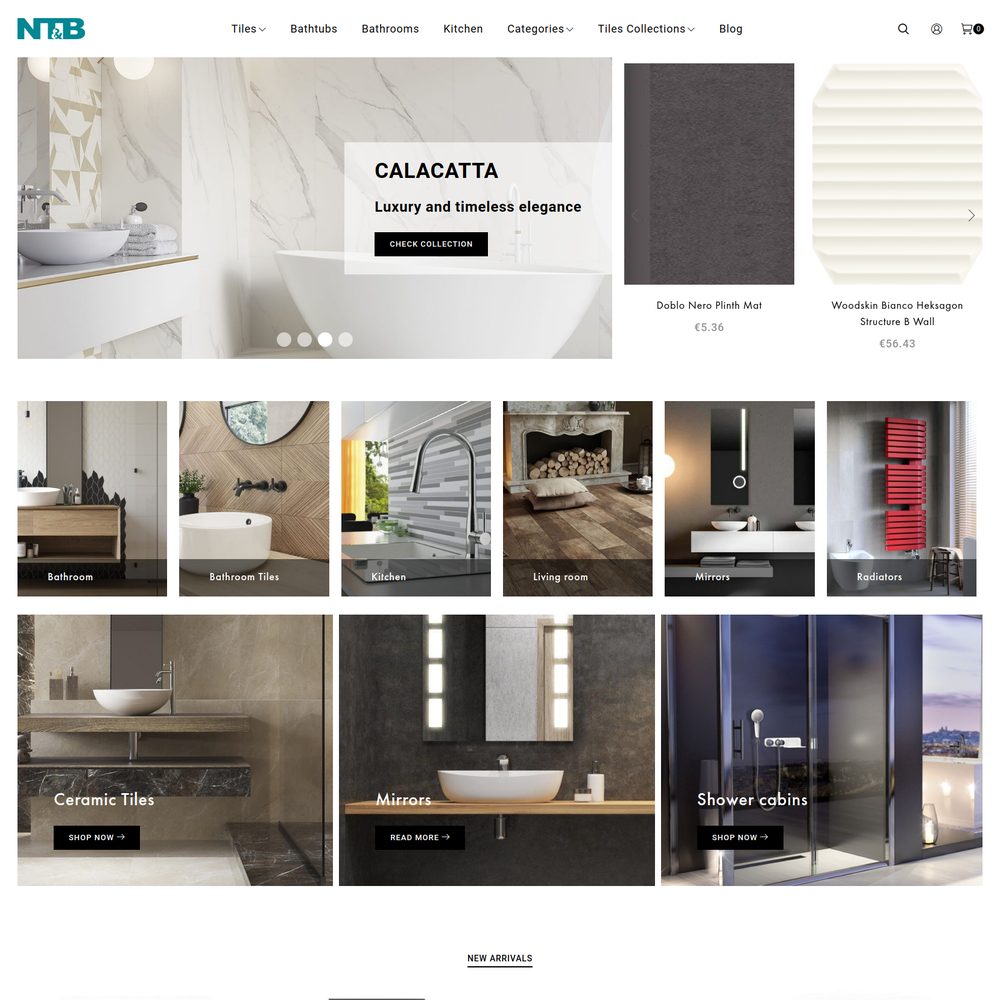 NT&B
Tiles
Bathtubs
Bathrooms
Kitchen
Categories
Tiles Collections
Blog
0
CALACATTA
Luxury and timeless elegance
CHECK COLLECTION
Doblo Nero Plinth Mat
€5.36
Woodskin Bianco Heksagon
Structure B Wall
€56.43
Bathroom
Bathroom Tiles
Kitchen
Living room
Mirrors
Radiators
Ceramic Tiles
SHOP NOW
Mirrors
READ MORE
Shower cabins
SHOP NOW
NEW ARRIVALS